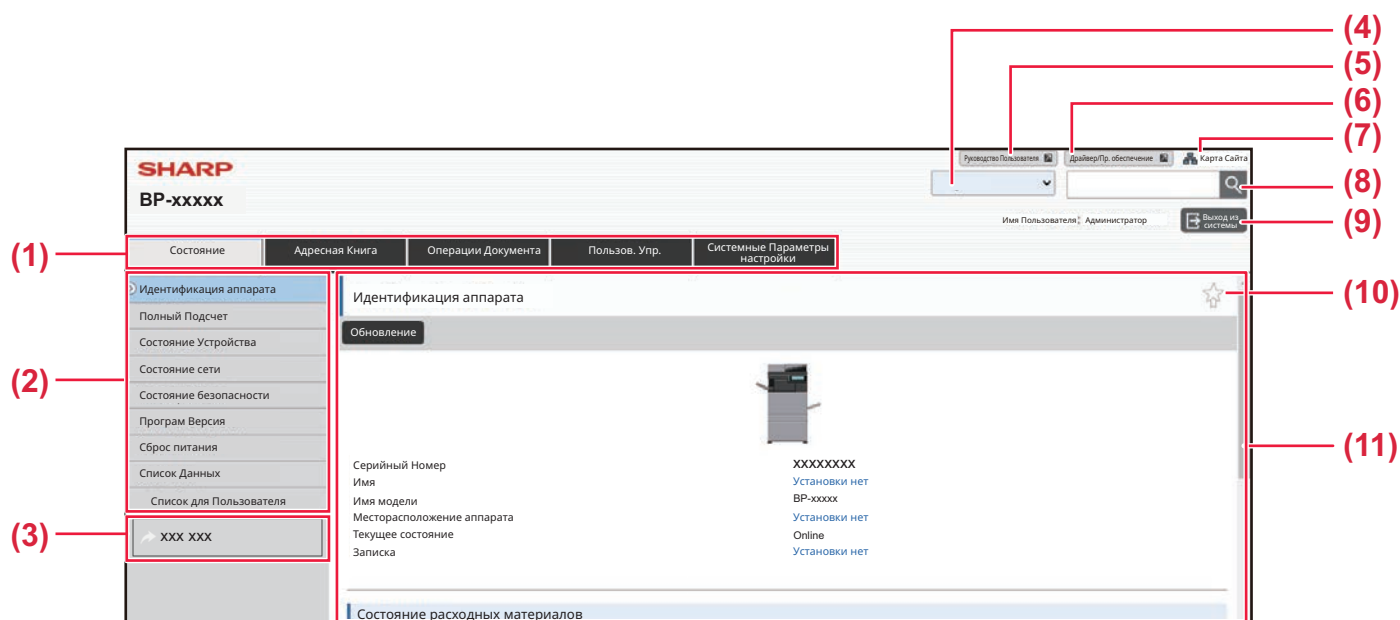 (4)
(5)
(6)
(7)
SHARP
Руководство Пользователя
Драйвер/Пр. обеспечение
Карта Сайта
(8)
BP-xxxxx
Имя Пользователя: Администратор
Выход из
системы
(9)
(1)
Состояние
Адресная Книга
Операции Документа
Пользов. Упр.
Системные Параметры
настройки
Идентификация аппарата
Полный Подсчет
Состояние Устройства
Состояние сети
Состояние безопасности
Програм Версия
Сброс питания
Список Данных
Список для Пользователя
(2)
(3)
XXX XXX
Идентификация аппарата
(10)
Обновление
(11)
Серийный Номер XXXXXXXX
Имя Установки нет
Имя модели BP-xxxxx
Месторасположение аппарата Установки нет
Текущее состояние Online
Записка Установки нет
Состояние расходных материалов